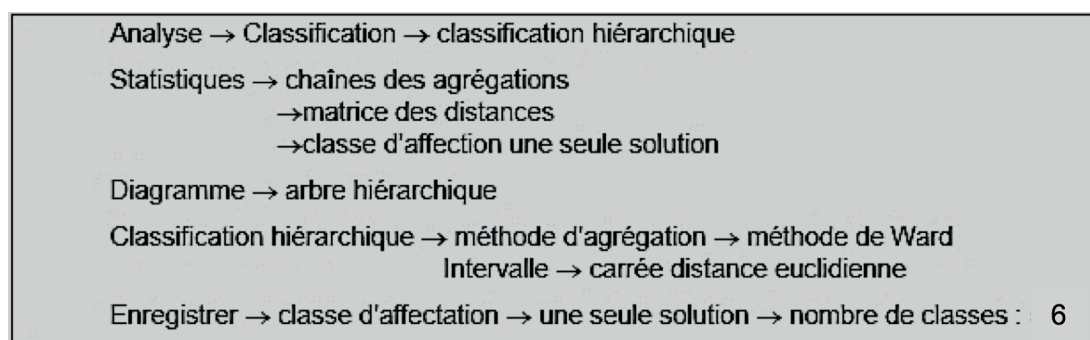 Analyse → Classification → classification hiérarchique
Statistiques → chaînes des agrégations
→matrice des distances
→classe d'affection une seule solution
Diagramme → arbre hiérarchique
Classification hiérarchique → méthode d'agrégation → méthode de Ward
Intervalle → carrée distance euclidienne
Enregistrer → classe d'affectation → une seule solution → nombre de classes : 6